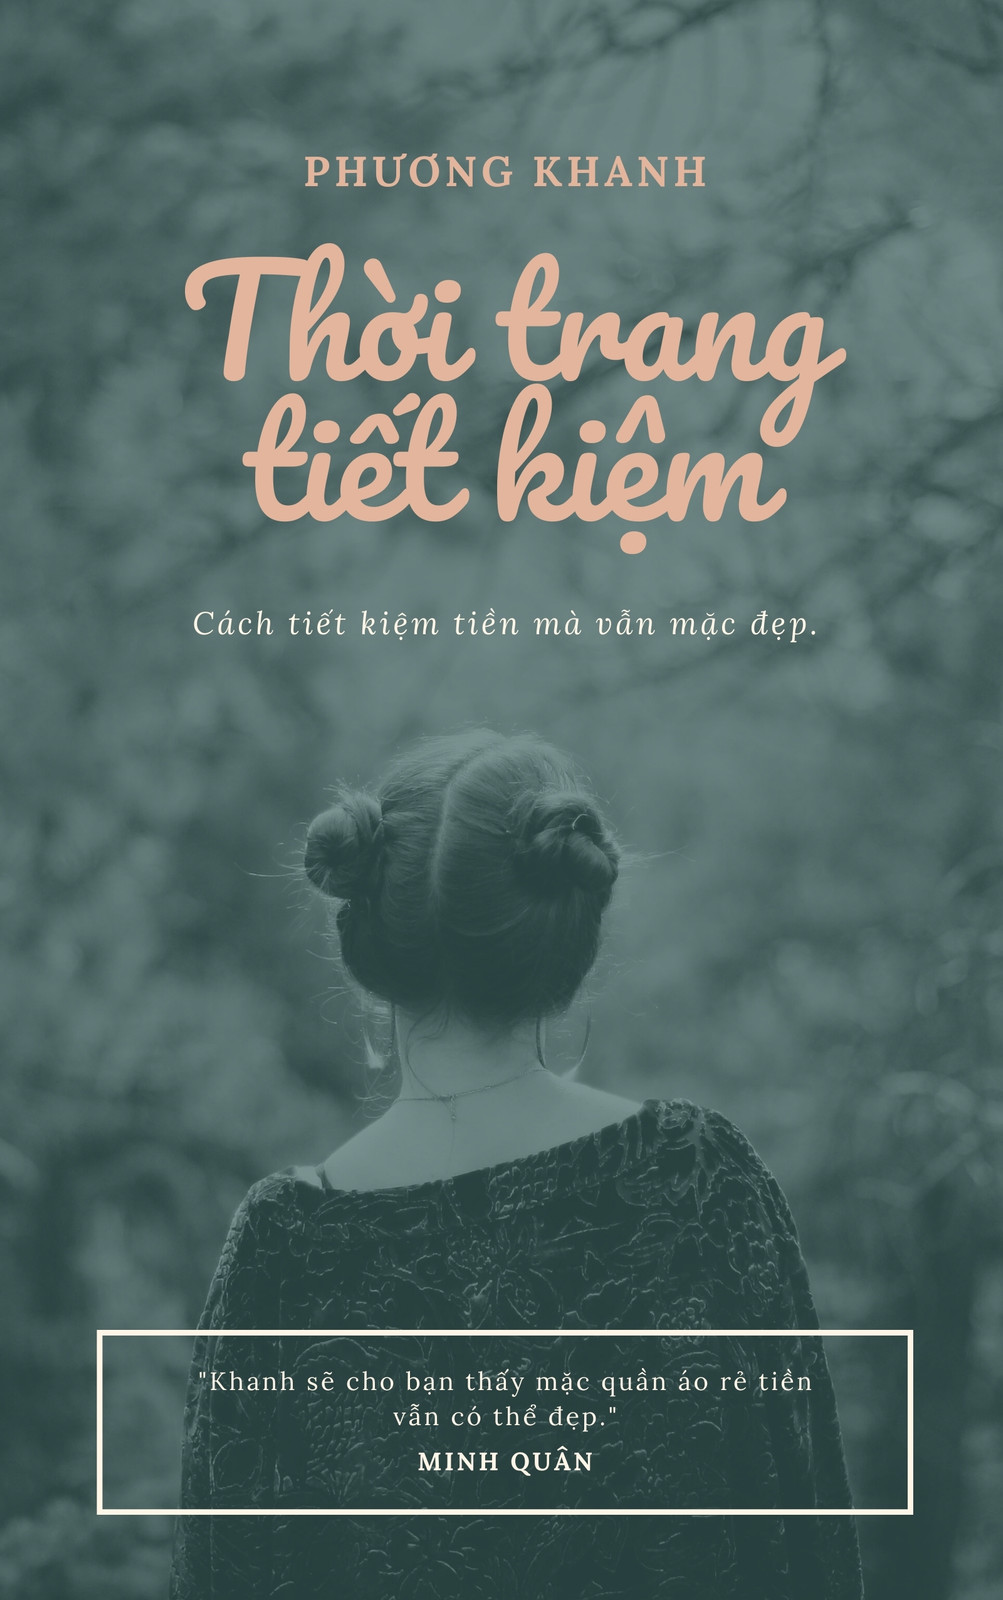 PHƯƠNG KHANH
Thời trang
tiết kiệm
Cách tiết kiệm tiền mà vẫn mặc đẹp.
"Khanh sẽ cho bạn thấy mặc quần áo rẻ tiền
vẫn có thể đẹp."
MINH QUÂN